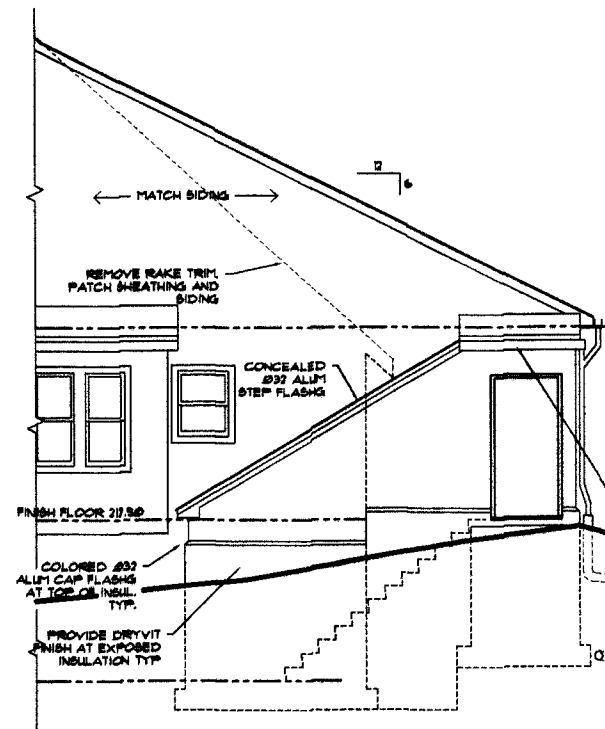 12
6
MATCH SIDING
REMOVE RAKE TRIM,
PATCH SHEATHING AND
SIDING
CONCEALED
.032 ALUM
STEP FLASHG
FINISH FLOOR 217.50
COLORED .032
ALUM CAP FLASHG
AT TOP OF INSUL.
TYP.
PROVIDE DRYVIT
FINISH AT EXPOSED
INSULATION TYP